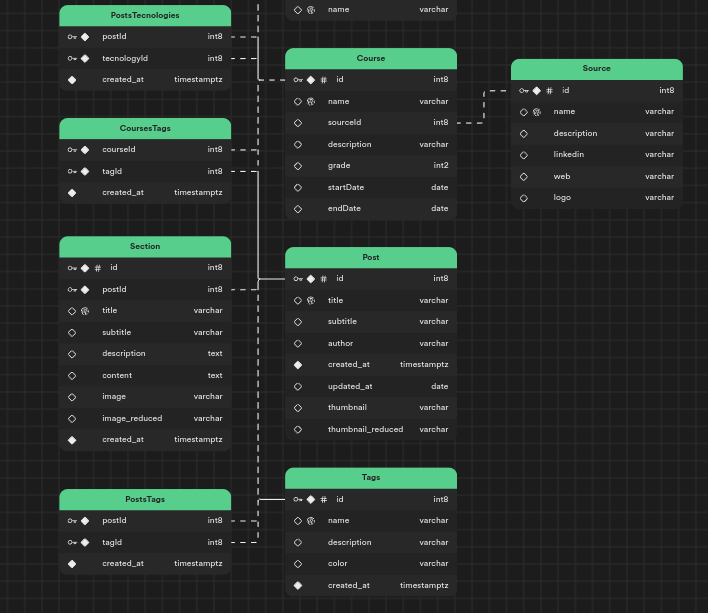 name varchar
PostsTecnologies
postId int8
tecnologyId int8
created_at timestamptz
Course
id int8
name varchar
sourceId int8
description varchar
grade int2
startDate date
endDate date
Source
id int8
name varchar
description varchar
linkedin varchar
web varchar
logo varchar
CoursesTags
courseId int8
tagId int8
created_at timestamptz
Section
id int8
postId int8
title varchar
subtitle varchar
description text
content text
image varchar
image_reduced varchar
created_at timestamptz
Post
id int8
title varchar
subtitle varchar
author varchar
created_at timestamptz
updated_at date
thumbnail varchar
thumbnail_reduced varchar
PostsTags
postId int8
tagId int8
created_at timestamptz
Tags
id int8
name varchar
description varchar
color varchar
created_at timestamptz